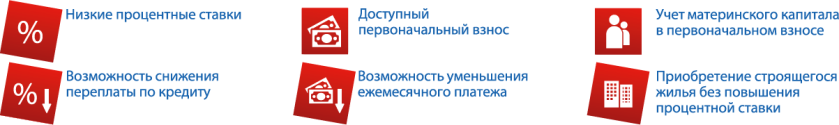 Низкие процентные ставки
Доступный
первоначальный взнос
Учет материнского капитала
в первоначальном взносе
Возможность снижения
переплаты по кредиту
Возможность уменьшения
ежемесячного платежа
Приобретение строящегося
жилья без повышения
процентной ставки